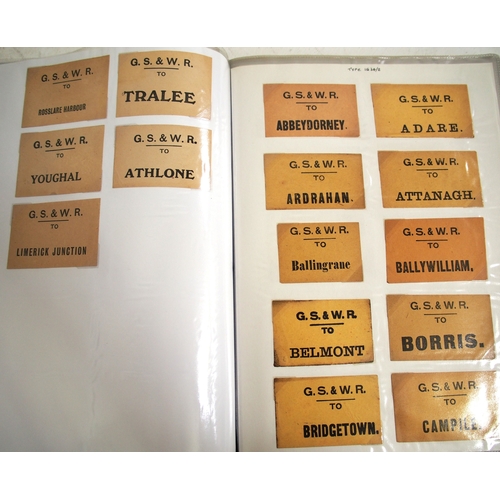 G. S. & W. R.
TO
ROSSLARE HARBOUR
G. S. & W. R.
TO
TRALEE
G. S. & W. R.
TO
YOUGHAL
G. S. & W. R.
TO
ATHLONE
G. S. & W. R.
TO
LIMERICK JUNCTION
G. S. & W. R.
TO
ABBEYDORNEY.
G. S. & W. R.
TO
ADARE.
G. S. & W. R.
TO
ARDRAHAN.
G. S. & W. R.
TO
ATTANAGH.
G. S. & W. R.
TO
Ballingrane
G. S. & W. R.
TO
BALLYWILLIAM,
G. S. & W. R.
TO
BELMONT
G. S. & W. R.
TO
BORRIS.
G. S. & W. R.
TO
BRIDGETOWN,
G. S. & W. R.
TO
CAMPILE.